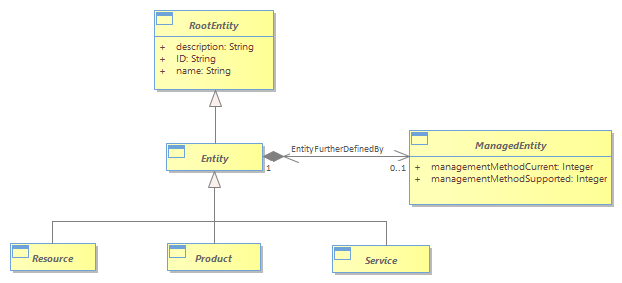 RootEntity
+ description: String
+ ID: String
+ name: String
Entity
1
EntityFurtherDefinedBy
0..1
ManagedEntity
+ managementMethodCurrent: Integer
+ managementMethodSupported: Integer
Resource
Product
Service